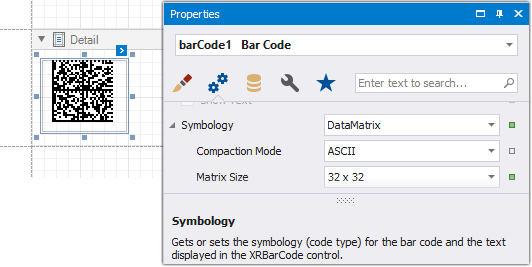 Detail
Properties
barCode1 Bar Code
Enter text to search...
Show Text
Symbology DataMatrix
Compaction Mode ASCII
Matrix Size 32 x 32
Symbology
Gets or sets the symbology (code type) for the bar code and the text
displayed in the XRBarCode control.